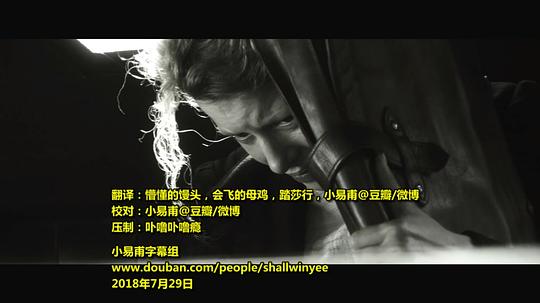 翻译：懵懂的馒头，会飞的母鸡，踏莎行，小易甫@豆瓣/微博
校对：小易甫@豆瓣/微博
压制：卟噜卟噜瘾
小易甫字幕组
www.douban.com/people/shallwinyee
2018年7月29日